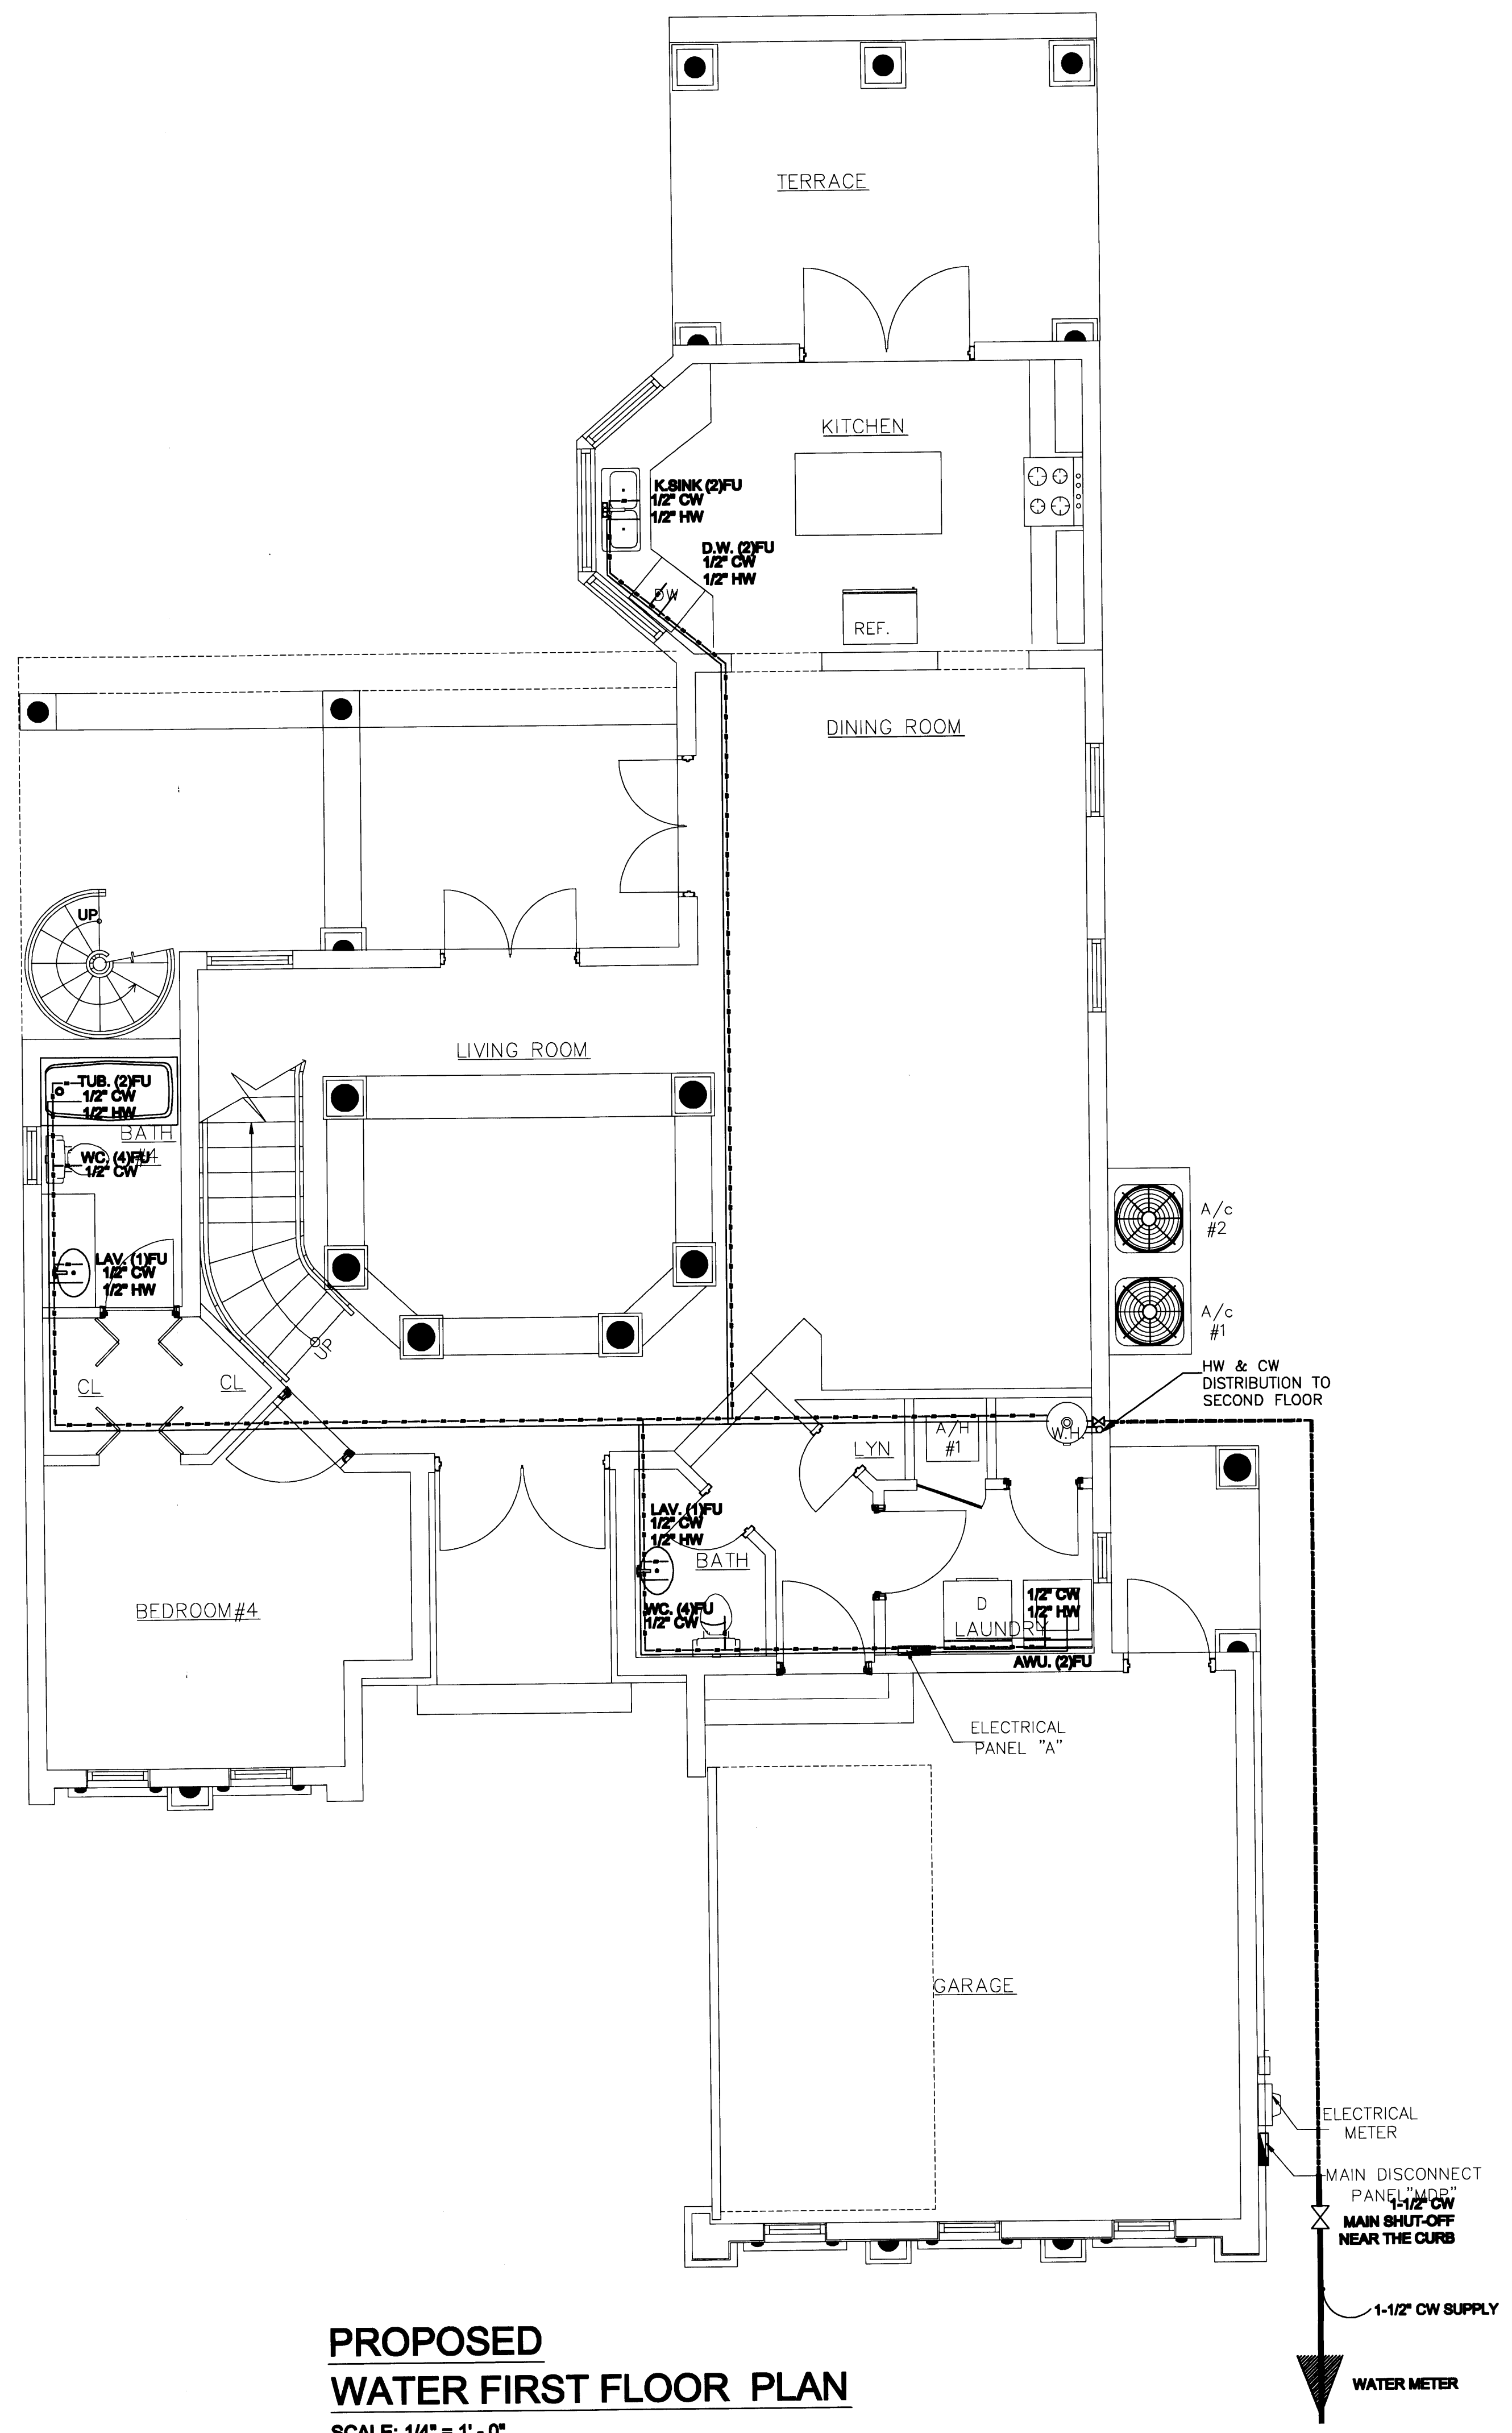 TERRACE
KITCHEN
K.SINK (2)FU
1/2" CW
1/2" HW
D.W. (2)FU
1/2" CW
1/2" HW
DW
REF.
DINING ROOM
UP
LIVING ROOM
TUB. (2)FU
1/2" CW
1/2" HW
BATH
#4
WC. (4)FU
1/2" CW
LAV. (1)FU
1/2" CW
1/2" HW
UP
CL
CL
A/c
#2
A/c
#1
HW & CW
DISTRIBUTION TO
SECOND FLOOR
W.H.
A/H
#1
LYN
LAV. (1)FU
1/2" CW
1/2" HW
BATH
WC. (4)FU
1/2" CW
D
1/2" CW
1/2" HW
LAUNDRY
AWU. (2)FU
BEDROOM#4
ELECTRICAL
PANEL "A"
GARAGE
ELECTRICAL
METER
MAIN DISCONNECT
PANEL"MDP"
1-1/2" CW
MAIN SHUT-OFF
NEAR THE CURB
1-1/2" CW SUPPLY
WATER METER
PROPOSED
WATER FIRST FLOOR PLAN
SCALE: 1/4" = 1' - 0"